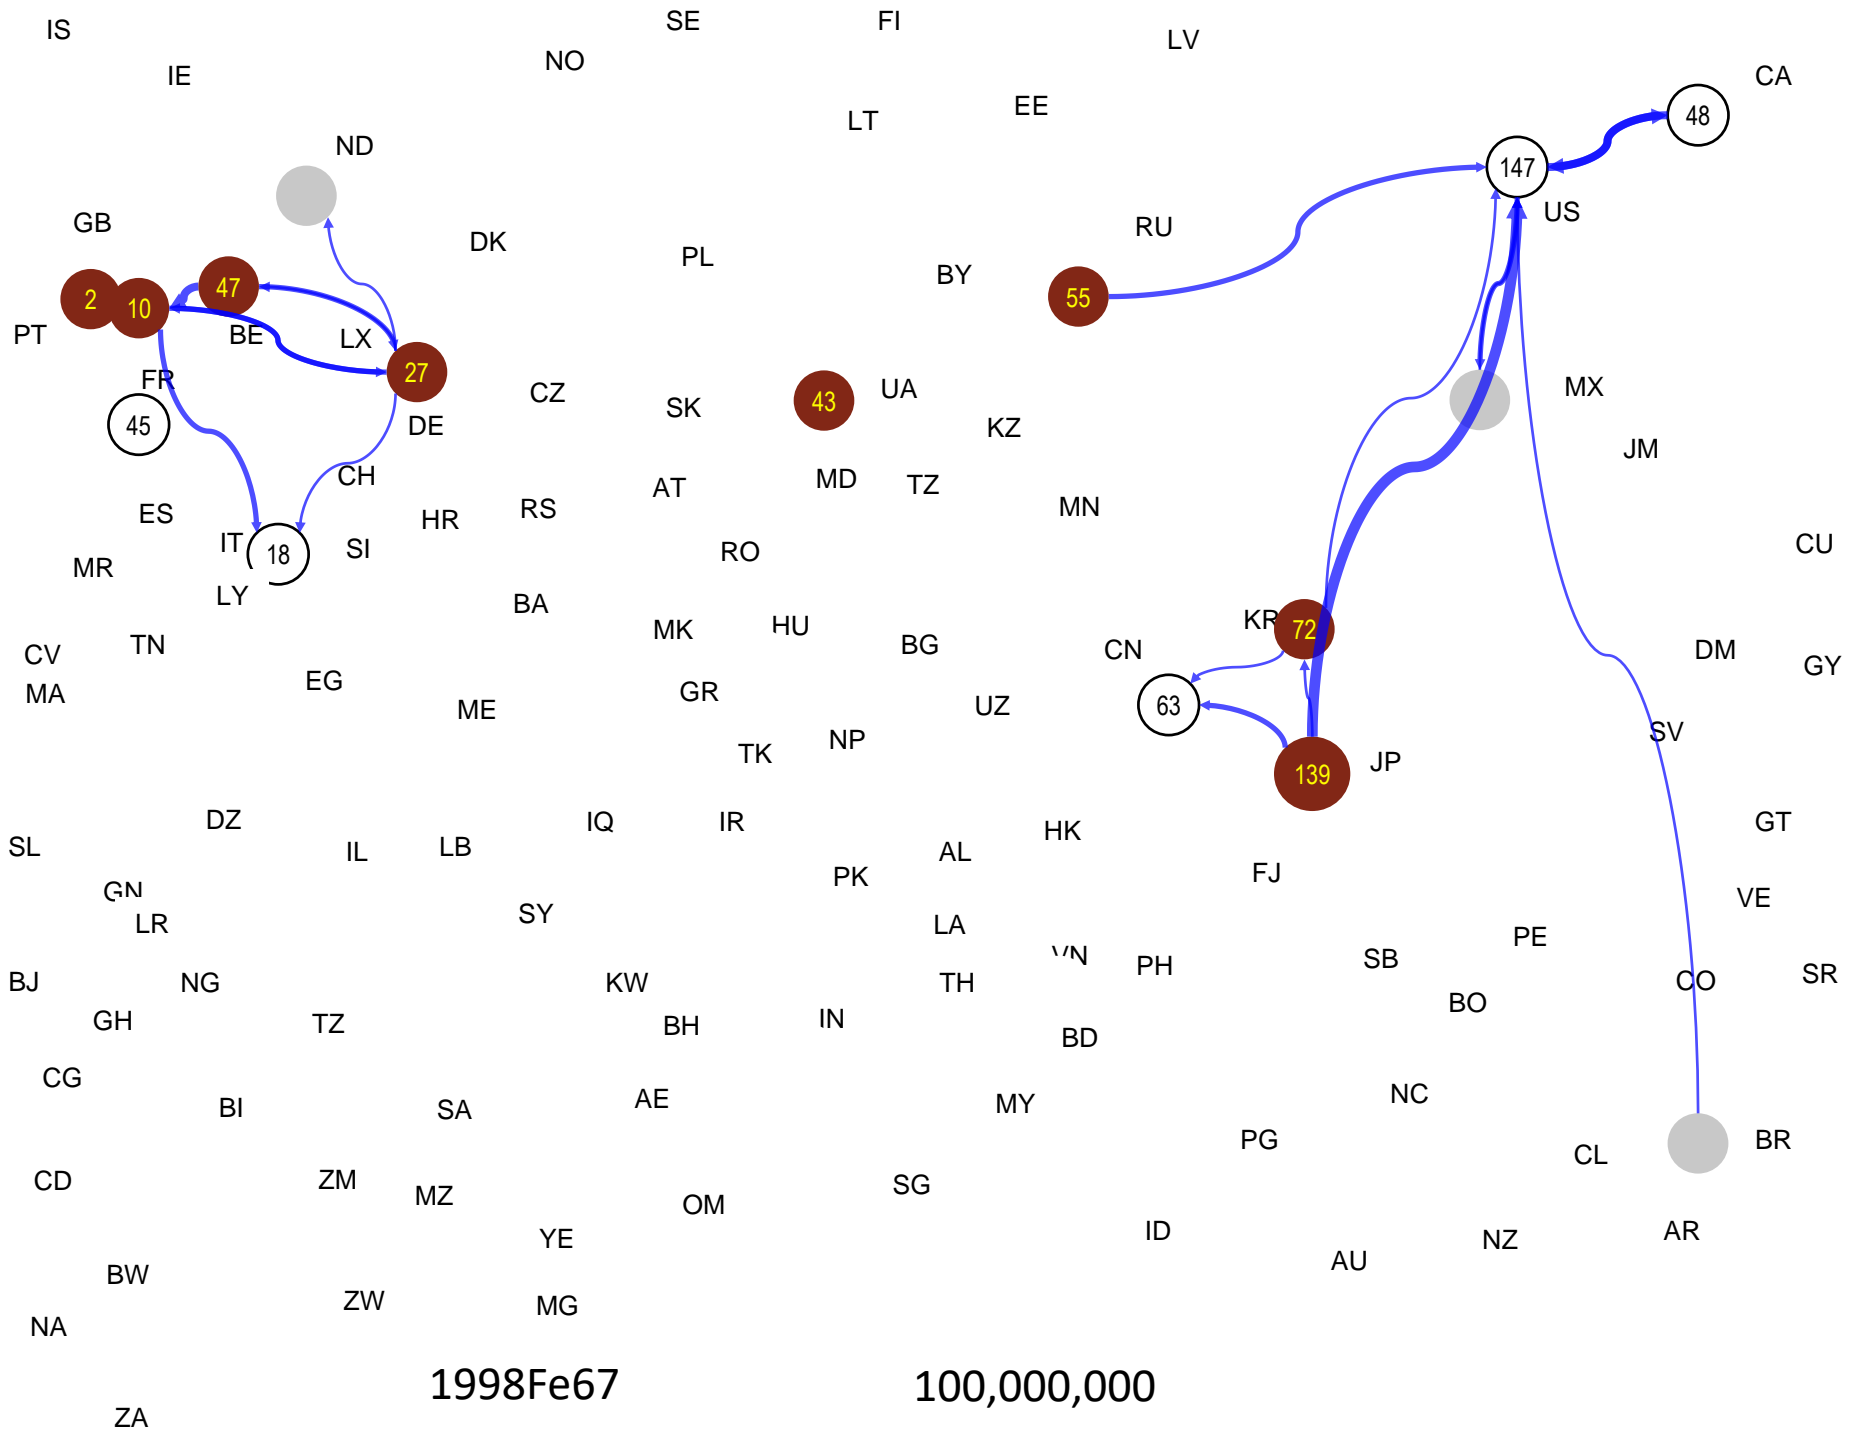 IS
SE
FI
LV
NO
IE
CA
EE
48
LT
ND
147
US
GB
RU
DK
PL
BY
47
2
10
55
PT
BE
LX
27
FR
CZ
43
UA
MX
SK
45
DE
KZ
JM
CH
MD
TZ
AT
MN
ES
HR
RS
IT
18
SI
RO
CU
MR
LY
BA
KR
72
MK
HU
TN
BG
CN
DM
CV
GY
MA
EG
GR
ME
UZ
63
SV
TK
NP
JP
139
DZ
IQ
IR
HK
GT
SL
IL
LB
AL
FJ
PK
GN
VE
LR
SY
LA
PE
VN
PH
SB
BJ
NG
KW
TH
CO
SR
BO
GH
TZ
BH
IN
BD
CG
BI
SA
AE
MY
NC
PG
BR
CL
CD
ZM
MZ
SG
OM
YE
ID
NZ
AR
AU
BW
ZW
MG
NA
1998Fe67
100,000,000
ZA